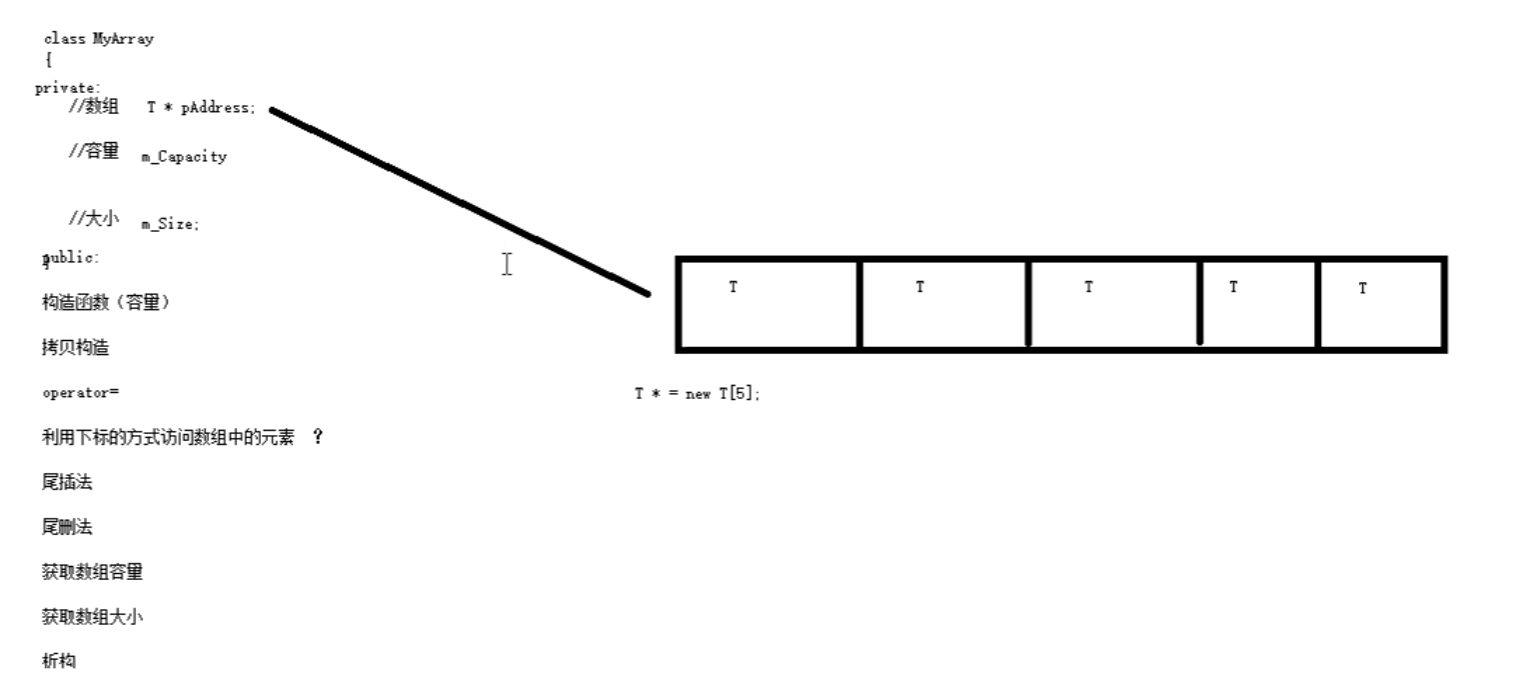 class MyArray
{
private:
//数组 T * pAddress;
//容量 m_Capacity
//大小 m_Size;
public:
构造函数（容量）
拷贝构造
operator=
利用下标的方式访问数组中的元素 ？
尾插法
尾删法
获取数组容量
获取数组大小
析构
T T T T T
T * = new T[5];